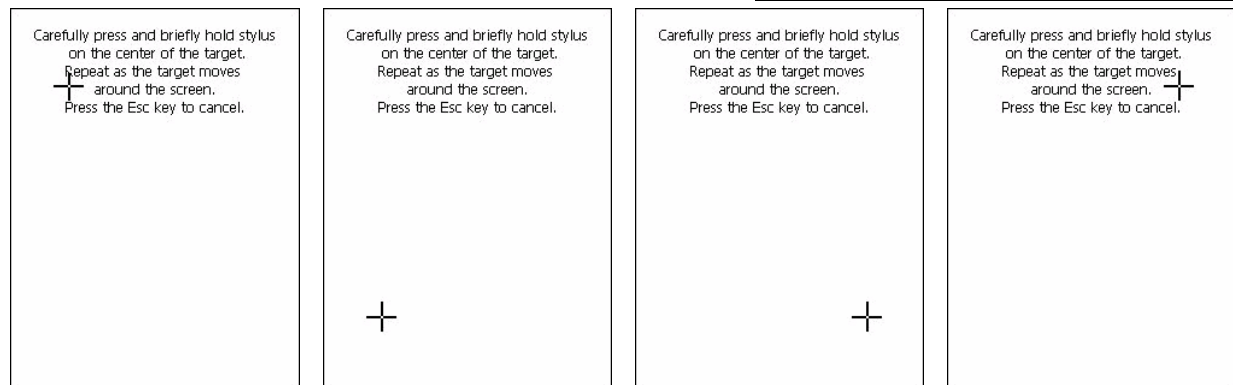 Carefully press and briefly hold stylus
on the center of the target.
Repeat as the target moves
around the screen.
Press the Esc key to cancel.
Carefully press and briefly hold stylus
on the center of the target.
Repeat as the target moves
around the screen.
Press the Esc key to cancel.
Carefully press and briefly hold stylus
on the center of the target.
Repeat as the target moves
around the screen.
Press the Esc key to cancel.
Carefully press and briefly hold stylus
on the center of the target.
Repeat as the target moves
around the screen.
Press the Esc key to cancel.